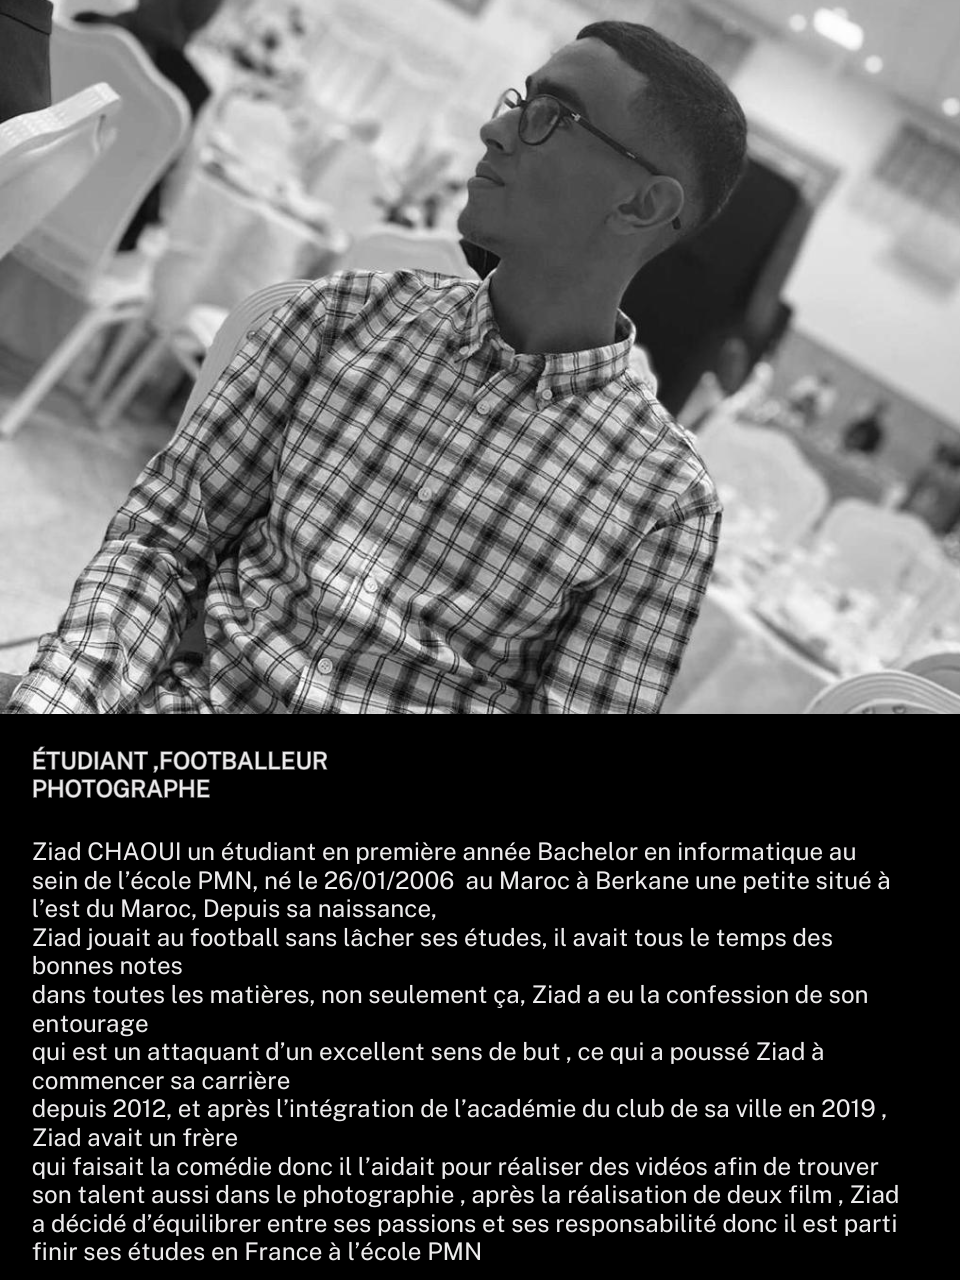 ÉTUDIANT ,FOOTBALLEUR
PHOTOGRAPHE
Ziad CHAOUI un étudiant en première année Bachelor en informatique au
sein de l’école PMN, né le 26/01/2006  au Maroc à Berkane une petite situé à
l’est du Maroc, Depuis sa naissance,
Ziad jouait au football sans lâcher ses études, il avait tous le temps des
bonnes notes
dans toutes les matières, non seulement ça, Ziad a eu la confession de son
entourage
qui est un attaquant d’un excellent sens de but , ce qui a poussé Ziad à
commencer sa carrière
depuis 2012, et après l’intégration de l’académie du club de sa ville en 2019 ,
Ziad avait un frère
qui faisait la comédie donc il l’aidait pour réaliser des vidéos afin de trouver
son talent aussi dans le photographie , après la réalisation de deux film , Ziad
a décidé d’équilibrer entre ses passions et ses responsabilité donc il est parti
finir ses études en France à l’école PMN